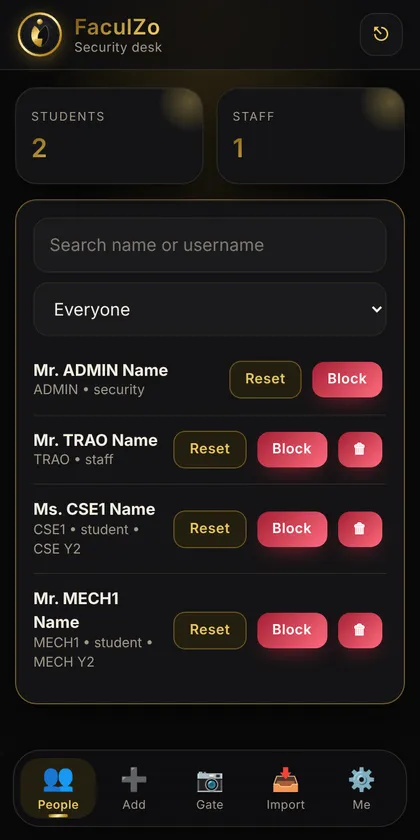 FaculZo
Security desk
STUDENTS
2
STAFF
1
Search name or username
Everyone
Mr. ADMIN Name
ADMIN • security
Reset
Block
Mr. TRAO Name
TRAO • staff
Reset
Block
Ms. CSE1 Name
CSE1 • student •
CSE Y2
Reset
Block
Mr. MECH1
Name
MECH1 • student •
MECH Y2
Reset
Block
People
Add
Gate
Import
Me